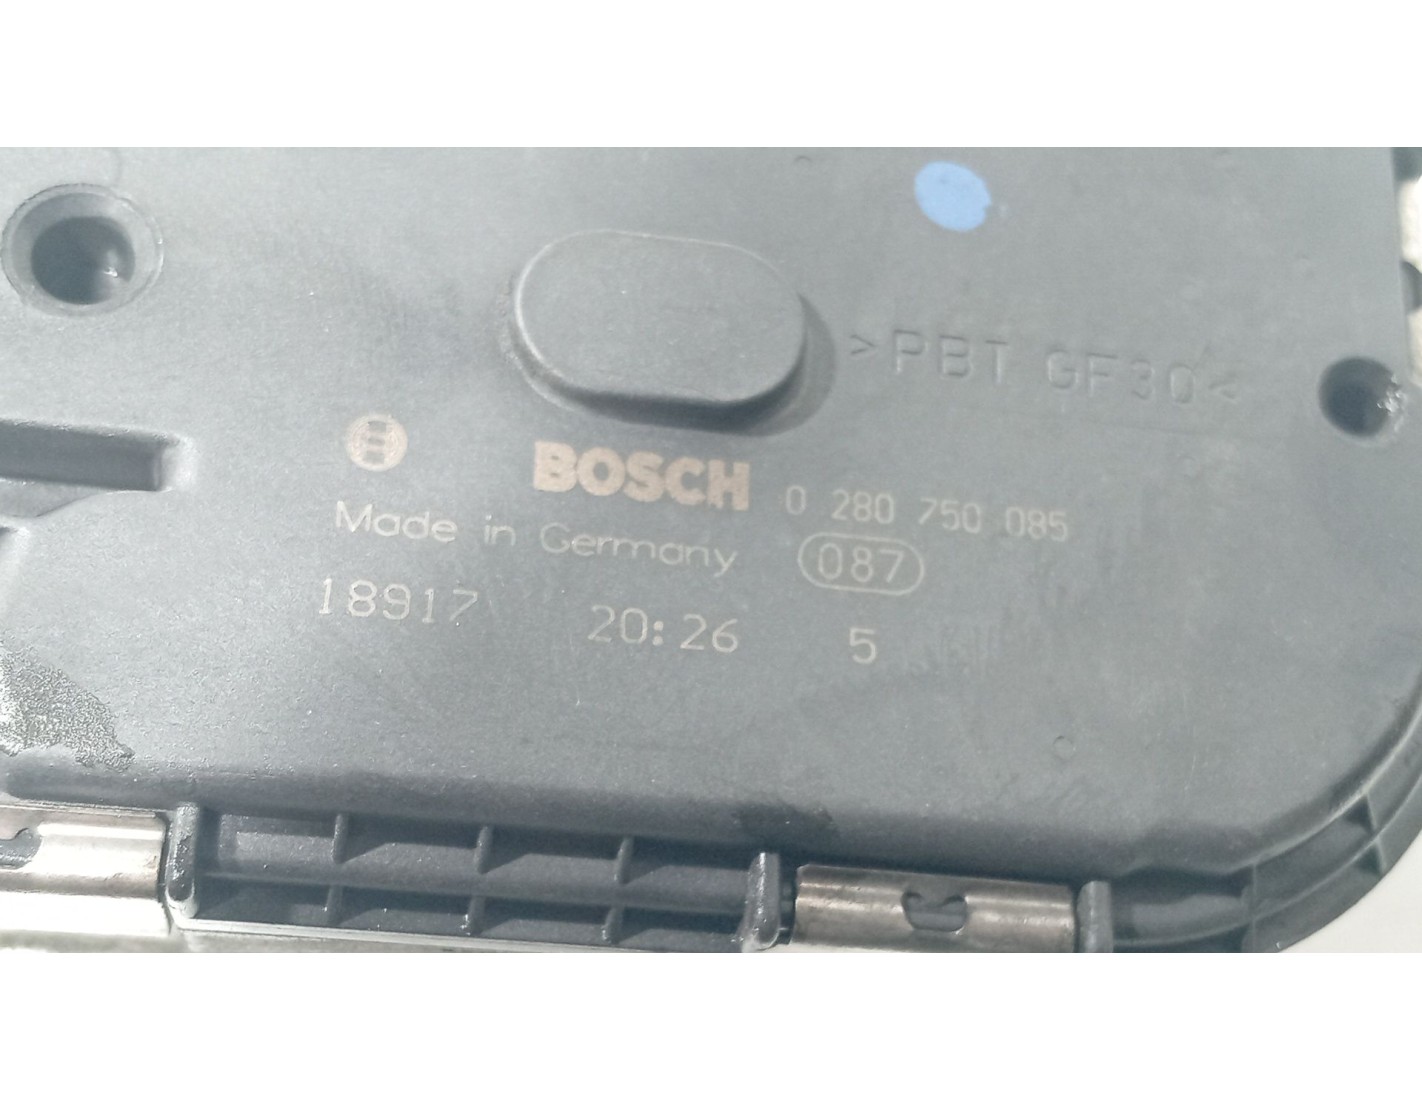 >PBT GF30<
BOSCH 0 280 750 085
Made in Germany 087
18917 20:26 5